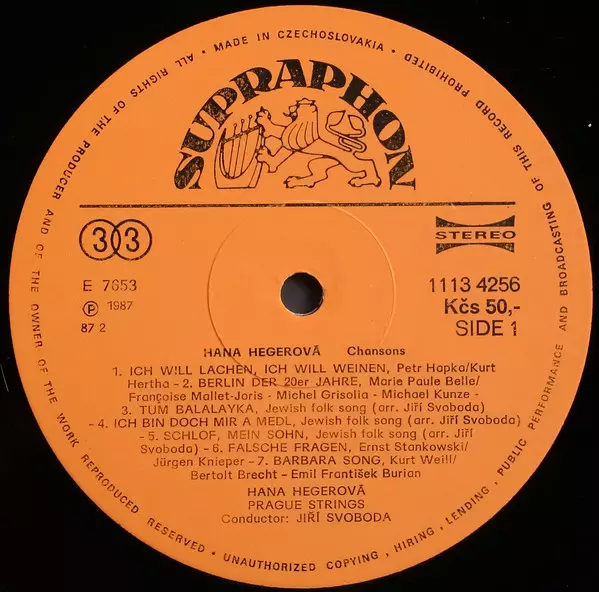 ALL RIGHTS OF THE PRODUCER AND OF THE OWNER OF THE WORK REPRODUCED RESERVED • UNAUTHORIZED COPYING, HIRING, LENDING, PUBLIC PERFORMANCE AND BROADCASTING OF THIS RECORD PROHIBITED • MADE IN CZECHOSLOVAKIA •
SUPRAPHON
33
STEREO
E 7653
1113 4256
Ⓟ 1987
Kčs 50,-
87 2
SIDE 1
HANA HEGEROVÁ Chansons
1. ICH WILL LACHEN, ICH WILL WEINEN, Petr Hapka/Kurt
Hertha - 2. BERLIN DER 20er JAHRE, Marie Paule Belle/
Françoise Mallet-Joris - Michel Grisolia - Michael Kunze -
3. TUM BALALAYKA, Jewish folk song (arr. Jiří Svoboda)
- 4. ICH BIN DOCH MIR A MEDL, Jewish folk song (arr. Jiří Svoboda)
- 5. SCHLOF, MEIN SOHN, Jewish folk song (arr. Jiří
Svoboda) - 6. FALSCHE FRAGEN, Ernst Stankowski/
Jürgen Knieper - 7. BARBARA SONG, Kurt Weill/
Bertolt Brecht - Emil František Burian
HANA HEGEROVÁ
PRAGUE STRINGS
Conductor: JIŘÍ SVOBODA